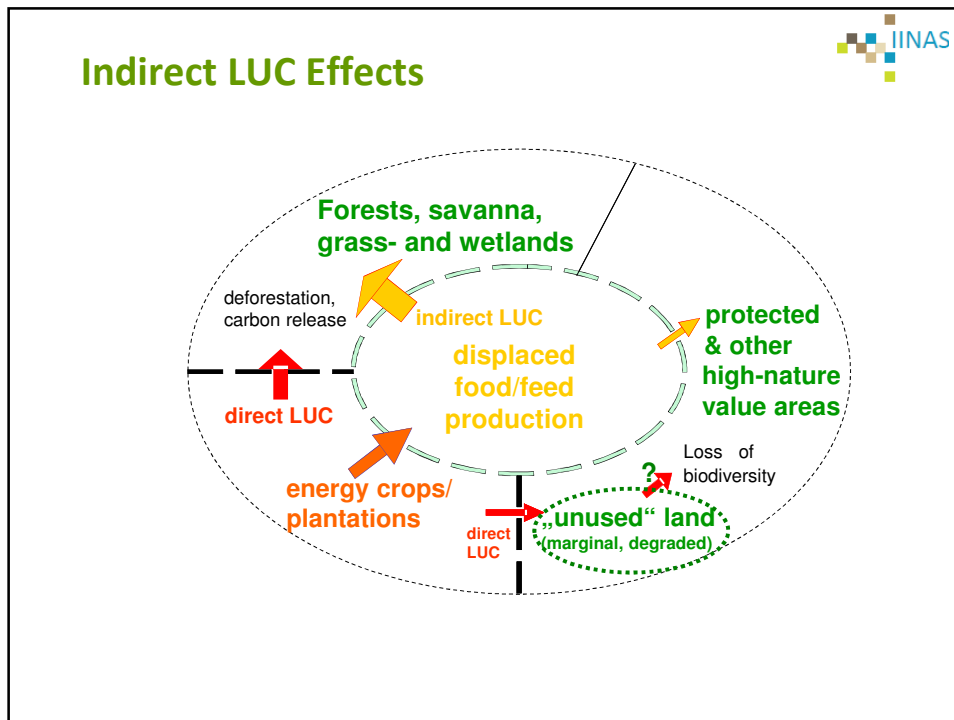 IINAS
Indirect LUC Effects
Forests, savanna,
grass- and wetlands
deforestation,
carbon release
indirect LUC
displaced
food/feed
production
protected
& other
high-nature
value areas
direct LUC
energy crops/
plantations
Loss of
biodiversity
?
direct
LUC
„unused“ land
(marginal, degraded)